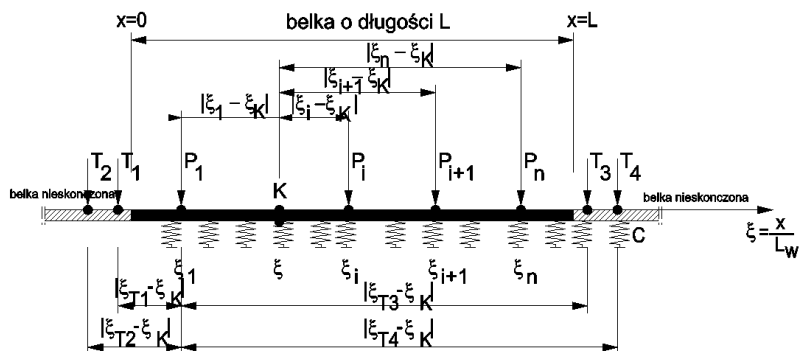 x=0 belka o długości L x=L
|ξn − ξK|
|ξi+1 − ξK|
|ξ1 − ξK| |ξi − ξK|
T2 T1 P1 Pi Pi+1 Pn T3 T4
belka nieskonczona K belka nieskonczona
C ξ = x/LW
ξ1 ξ ξi ξi+1 ξn
|ξT1-ξK| |ξT3-ξK|
|ξT2-ξK| |ξT4-ξK|